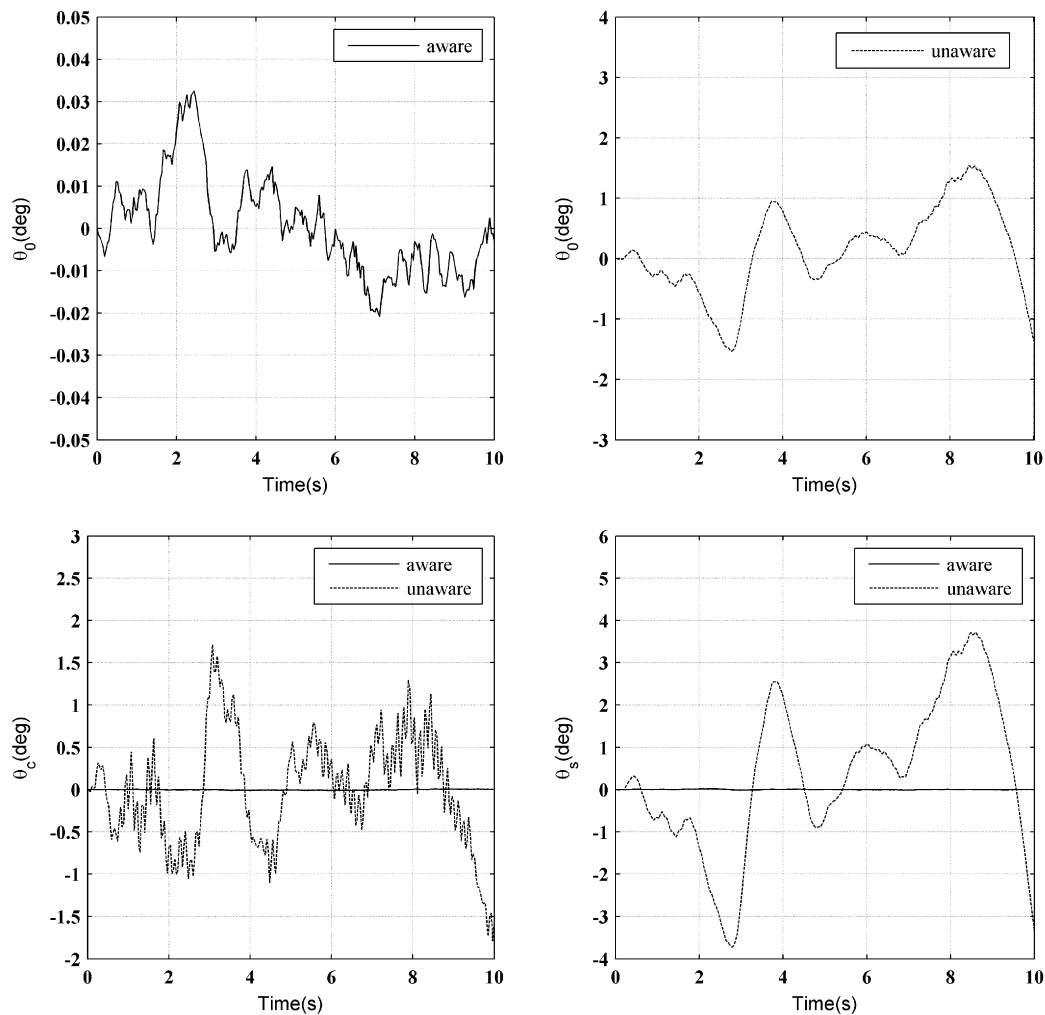 0.05
0.04
0.03
0.02
0.01
0
-0.01
-0.02
-0.03
-0.04
-0.05
θ0(deg)
aware
0 2 4 6 8 10
Time(s)
4
3
2
1
0
-1
-2
-3
θ0(deg)
unaware
0 2 4 6 8 10
Time(s)
3
2.5
2
1.5
1
0.5
0
-0.5
-1
-1.5
-2
θc(deg)
aware
unaware
0 2 4 6 8 10
Time(s)
6
5
4
3
2
1
0
-1
-2
-3
-4
θs(deg)
aware
unaware
0 2 4 6 8 10
Time(s)